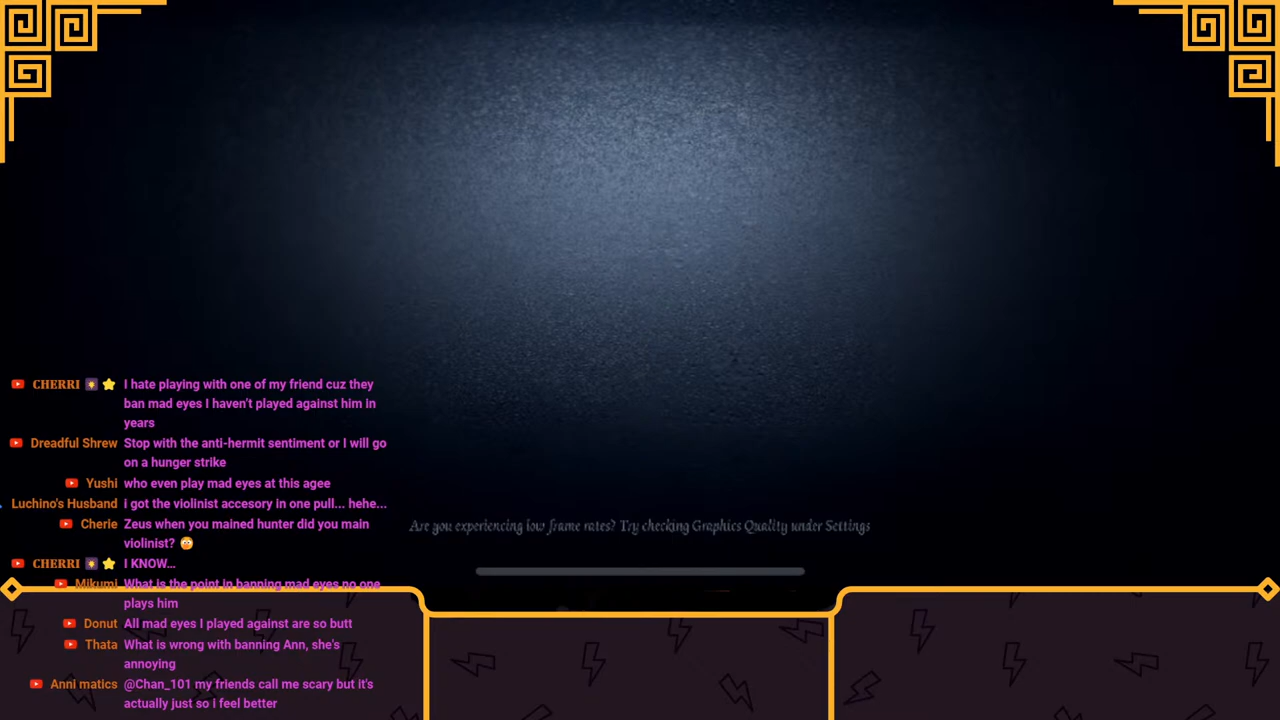 CHERRI I hate playing with one of my friend cuz they
ban mad eyes I haven't played against him in
years
Dreadful Shrew Stop with the anti-hermit sentiment or I will go
on a hunger strike
Yushi who even play mad eyes at this agee
Luchino's Husband i got the violinist accesory in one pull... hehe...
Cherie Zeus when you mained hunter did you main
violinist? 😳
CHERRI I KNOW...
Mikumi What is the point in banning mad eyes no one
plays him
Donut All mad eyes I played against are so butt
Thata What is wrong with banning Ann, she's
annoying
Anni matics @Chan_101 my friends call me scary but it's
actually just so i feel better
Are you experiencing low frame rates? Try checking Graphics Quality under Settings